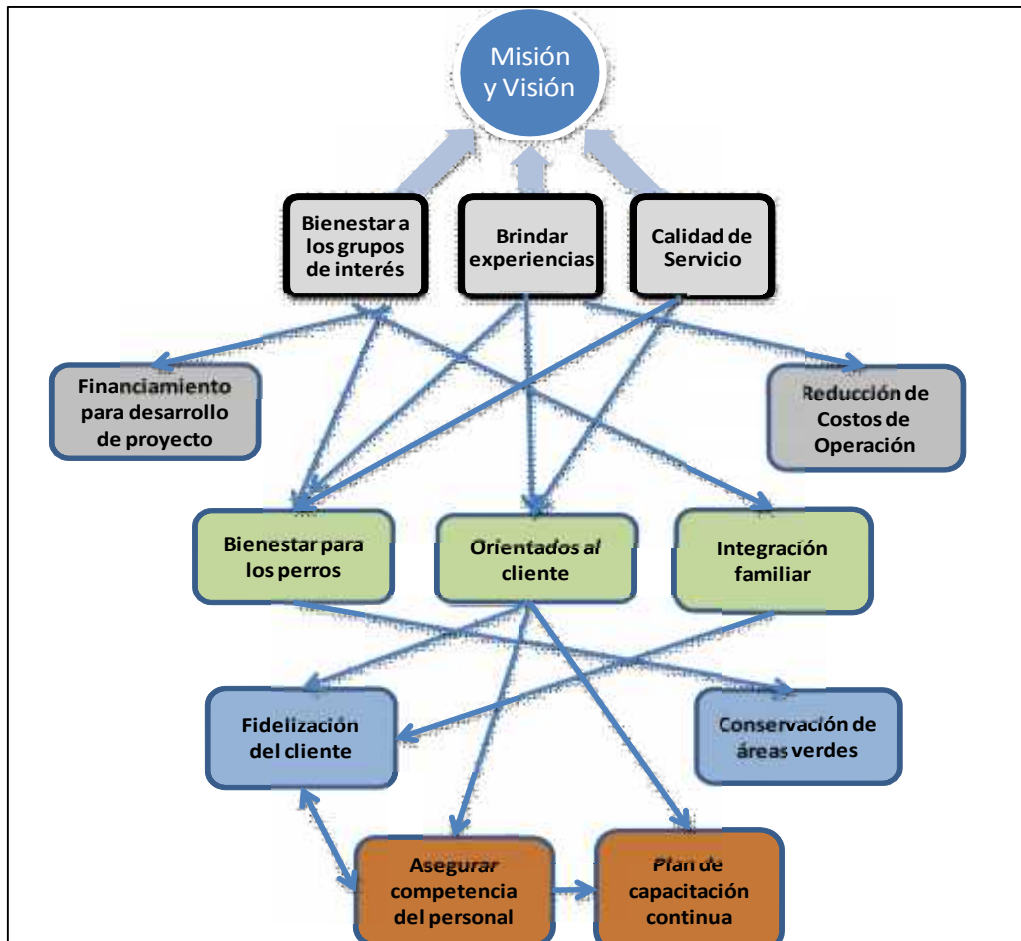 Misión
y Visión
Bienestar a
los grupos
de interés
Brindar
experiencias
Calidad de
Servicio
Financiamiento
para desarrollo
de proyecto
Reducción de
Costos de
Operación
Bienestar para
los perros
Orientados al
cliente
Integración
familiar
Fidelización
del cliente
Conservación de
áreas verdes
Asegurar
competencia
del personal
Plan de
capacitación
continua